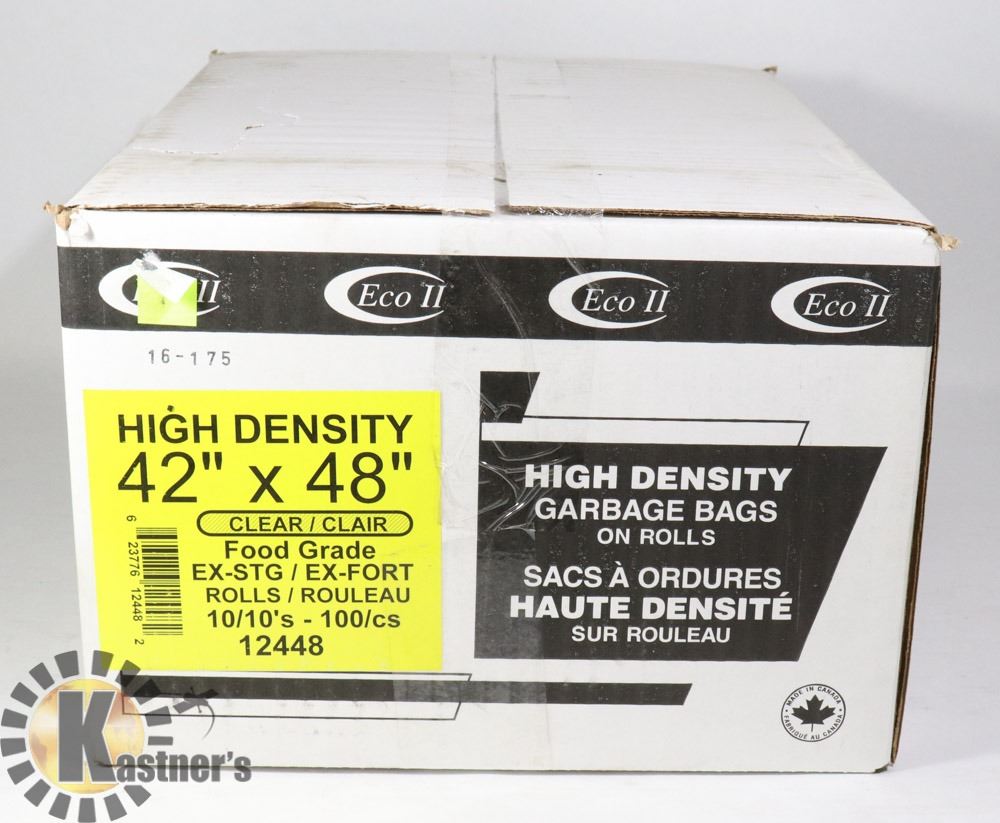 II
Eco II
Eco II
Eco II
16-175
HIGH DENSITY
42" x 48"
CLEAR / CLAIR
Food Grade
EX-STG / EX-FORT
ROLLS / ROULEAU
10/10's - 100/cs
12448
6 23776 12448 2
HIGH DENSITY
GARBAGE BAGS
ON ROLLS
SACS À ORDURES
HAUTE DENSITÉ
SUR ROULEAU
MADE IN CANADA
FABRIQUÉ AU CANADA
Kastner's